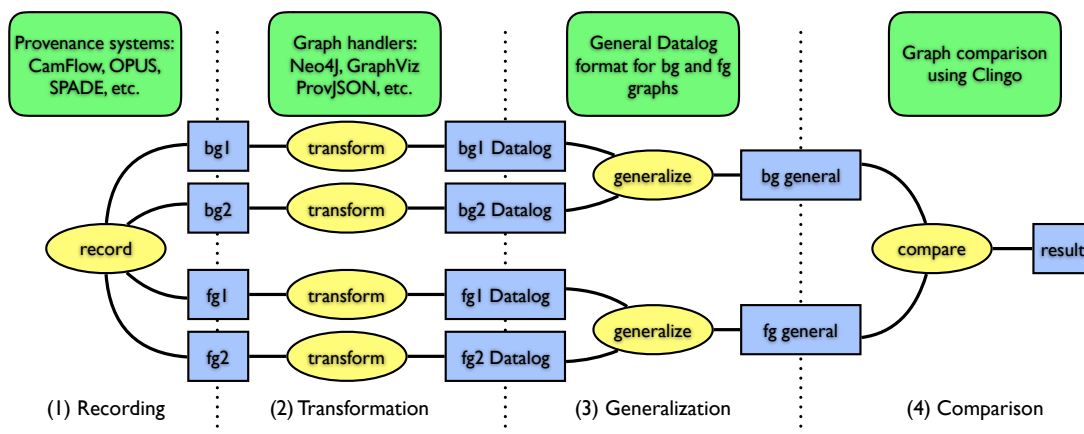 Provenance systems:
CamFlow, OPUS,
SPADE, etc.
Graph handlers:
Neo4J, GraphViz
ProvJSON, etc.
General Datalog
format for bg and fg
graphs
Graph comparison
using Clingo
bg1
transform
bg1 Datalog
generalize
bg general
bg2
transform
bg2 Datalog
record
compare
result
fg1
transform
fg1 Datalog
generalize
fg general
fg2
transform
fg2 Datalog
(1) Recording
(2) Transformation
(3) Generalization
(4) Comparison